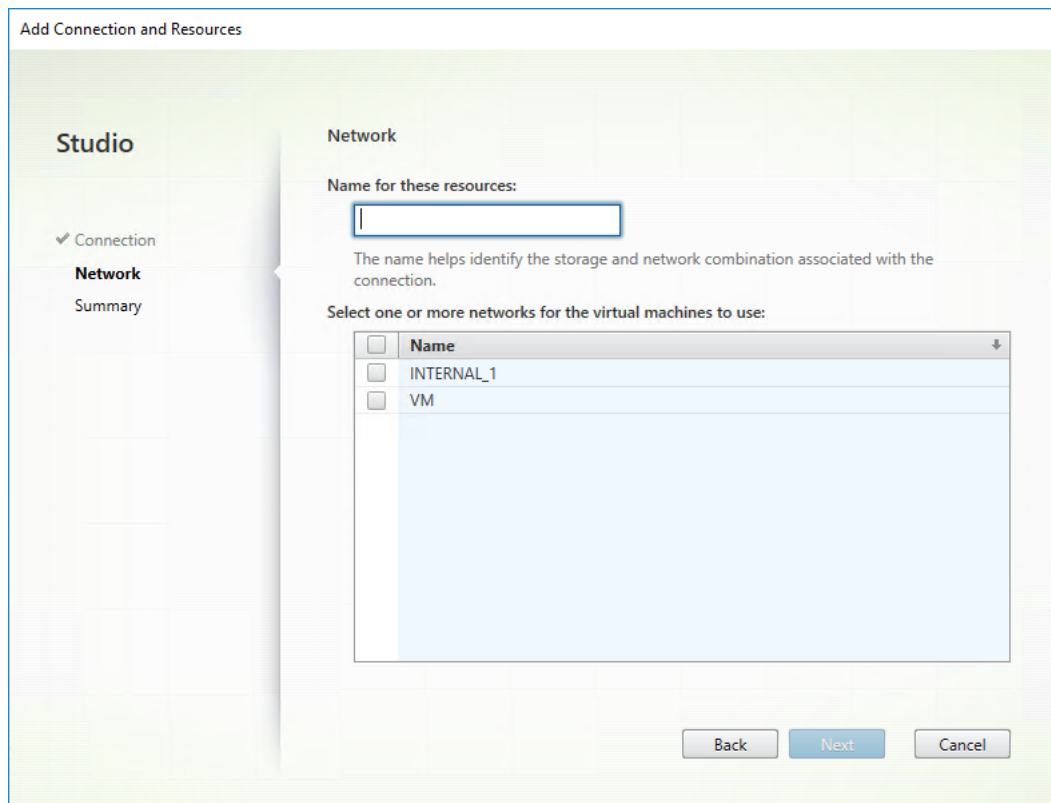 Add Connection and Resources
Studio
Connection
Network
Summary
Network
Name for these resources:
The name helps identify the storage and network combination associated with the
connection.
Select one or more networks for the virtual machines to use:
Name
INTERNAL_1
VM
Back
Next
Cancel